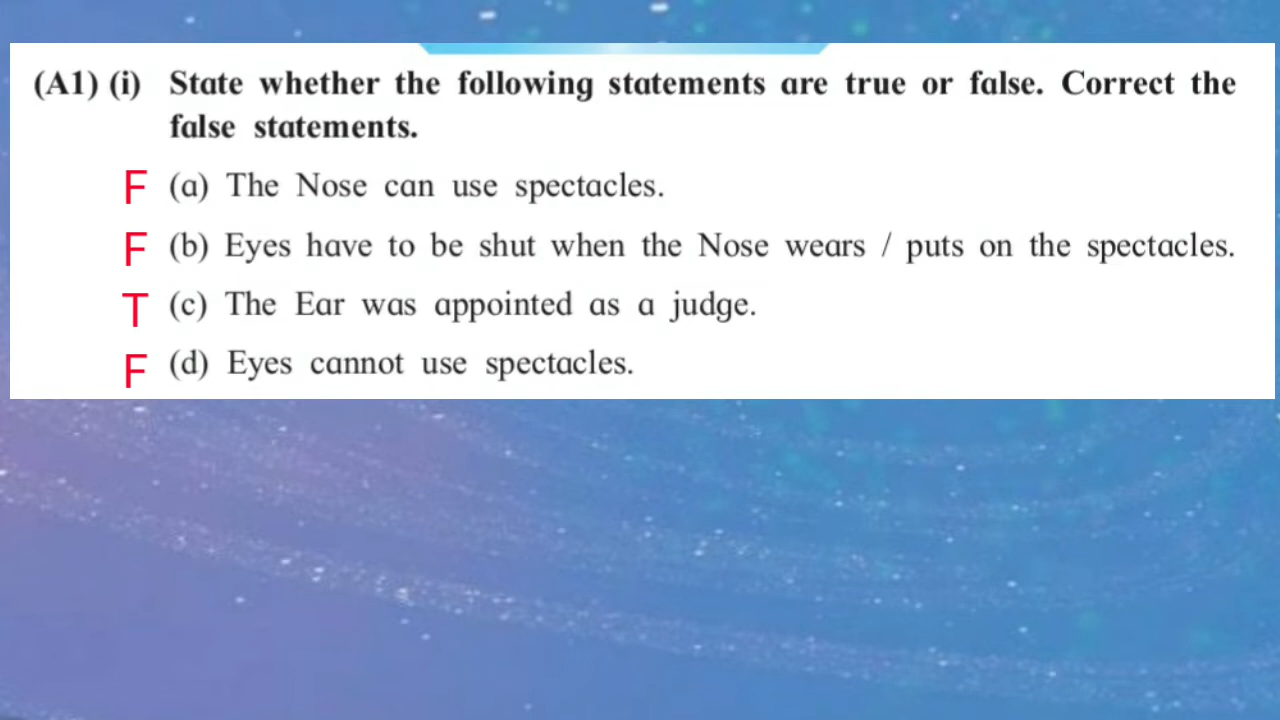 (A1) (i) State whether the following statements are true or false. Correct the
false statements.
F (a) The Nose can use spectacles.
F (b) Eyes have to be shut when the Nose wears / puts on the spectacles.
T (c) The Ear was appointed as a judge.
F (d) Eyes cannot use spectacles.